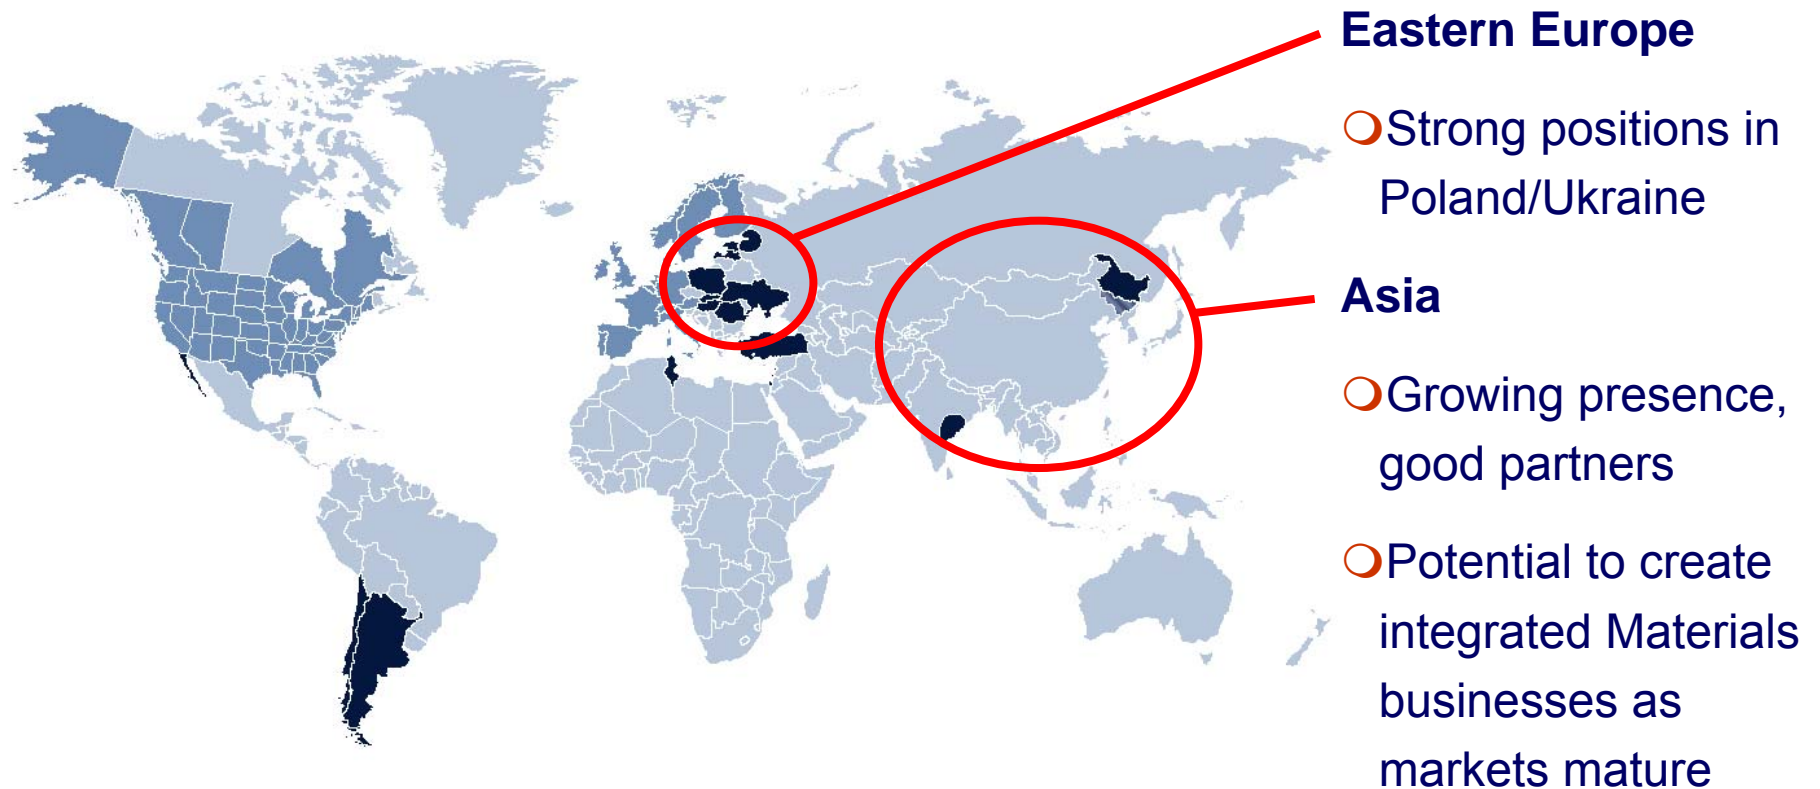 Eastern Europe
Strong positions in
Poland/Ukraine
Asia
Growing presence,
good partners
Potential to create
integrated Materials
businesses as
markets mature